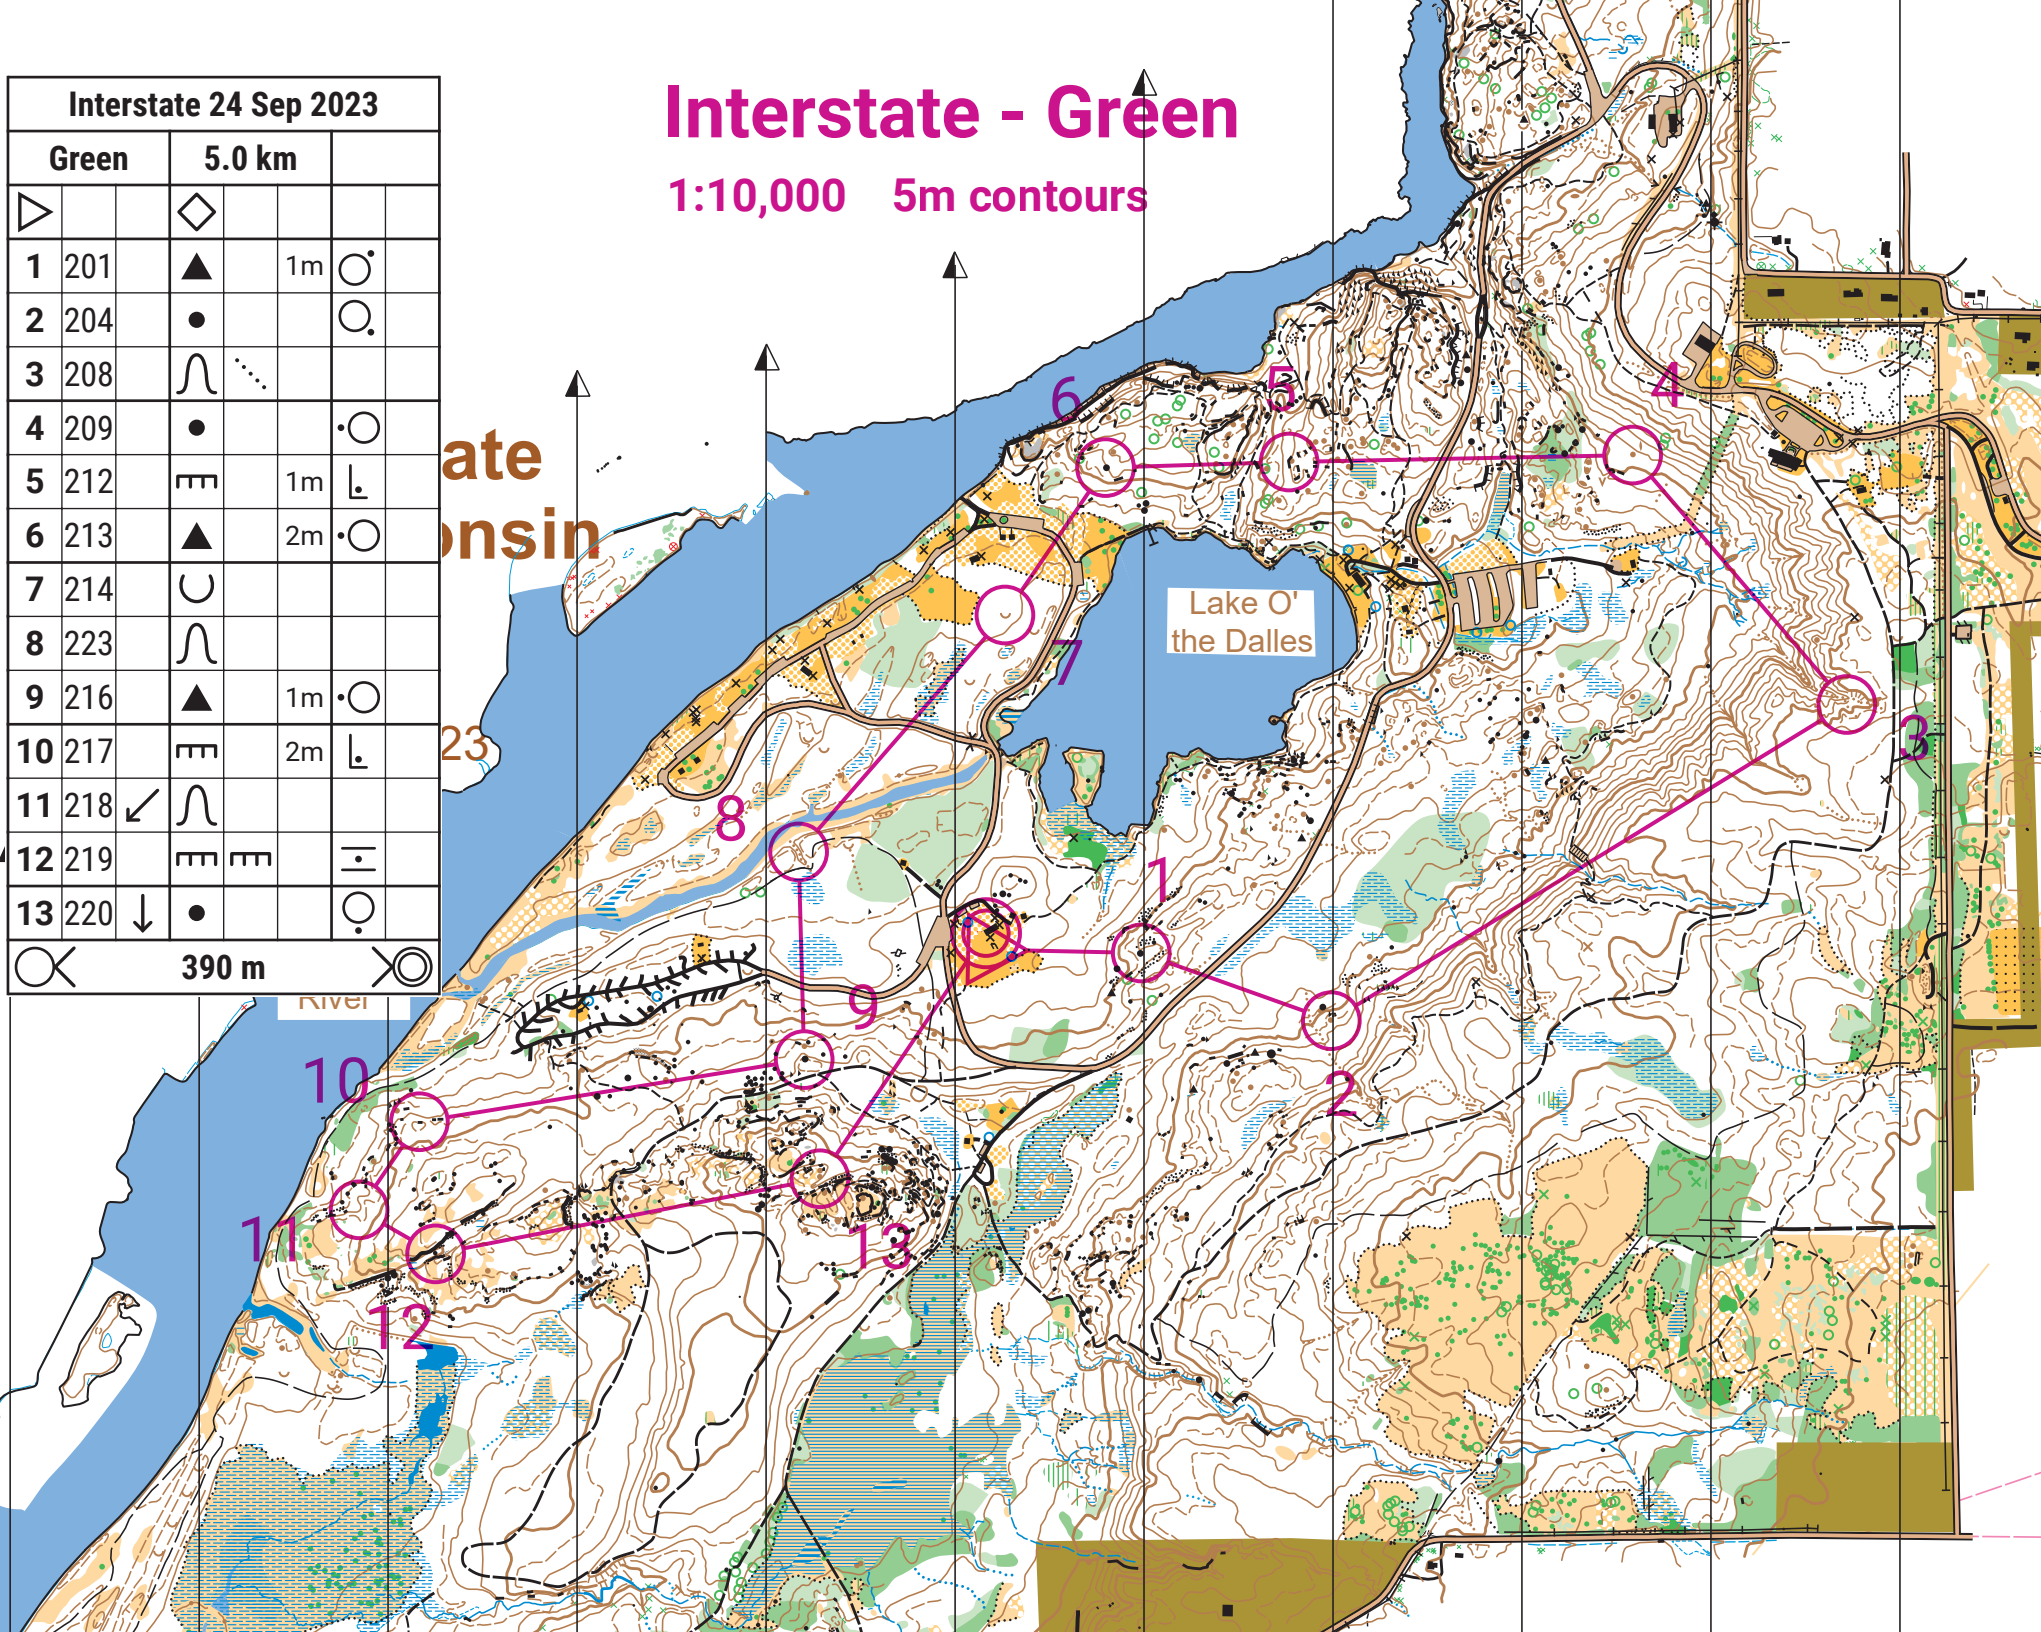 Interstate - Green
1:10,000 5m contours
Interstate 24 Sep 2023
Green 5.0 km
1 201 1m
2 204
3 208
4 209
5 212 1m
6 213 2m
7 214
8 223
9 216 1m
10 217 2m
11 218
12 219
13 220
390 m
ate
onsin
23
River
Lake O'
the Dalles
1
2
3
4
5
6
7
8
9
10
11
12
13